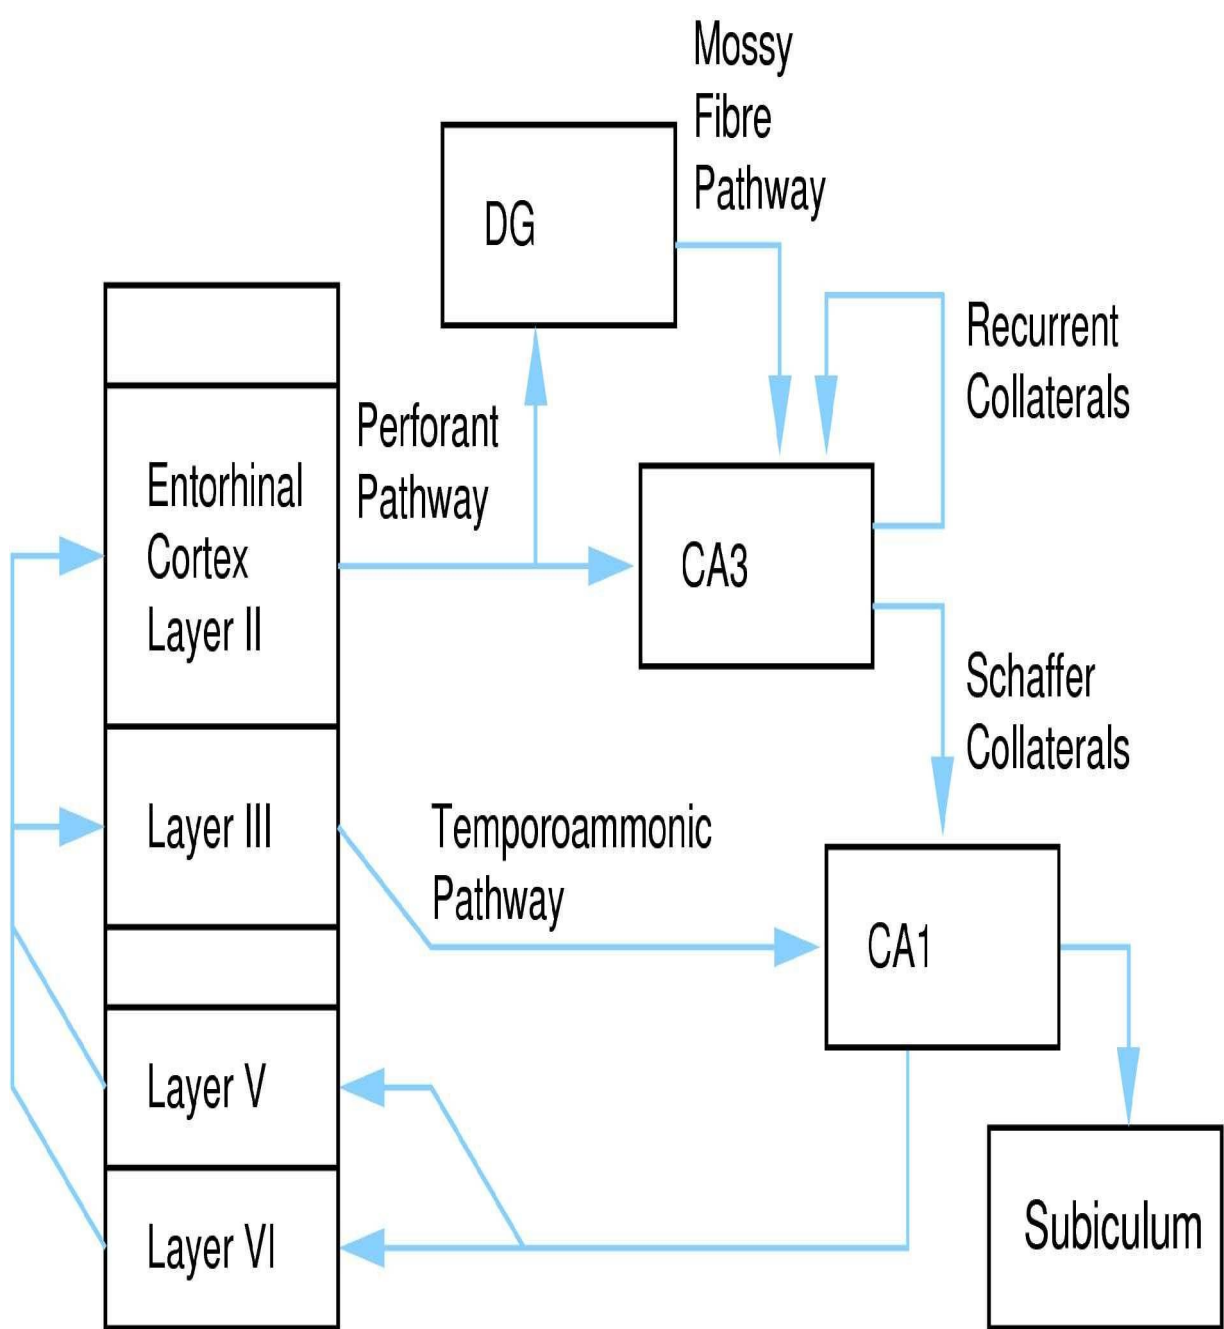 Mossy
Fibre
Pathway
DG
Recurrent
Collaterals
Perforant
Pathway
Entorhinal
Cortex
Layer II
CA3
Schaffer
Collaterals
Layer III
Temporoammonic
Pathway
CA1
Layer V
Layer VI
Subiculum